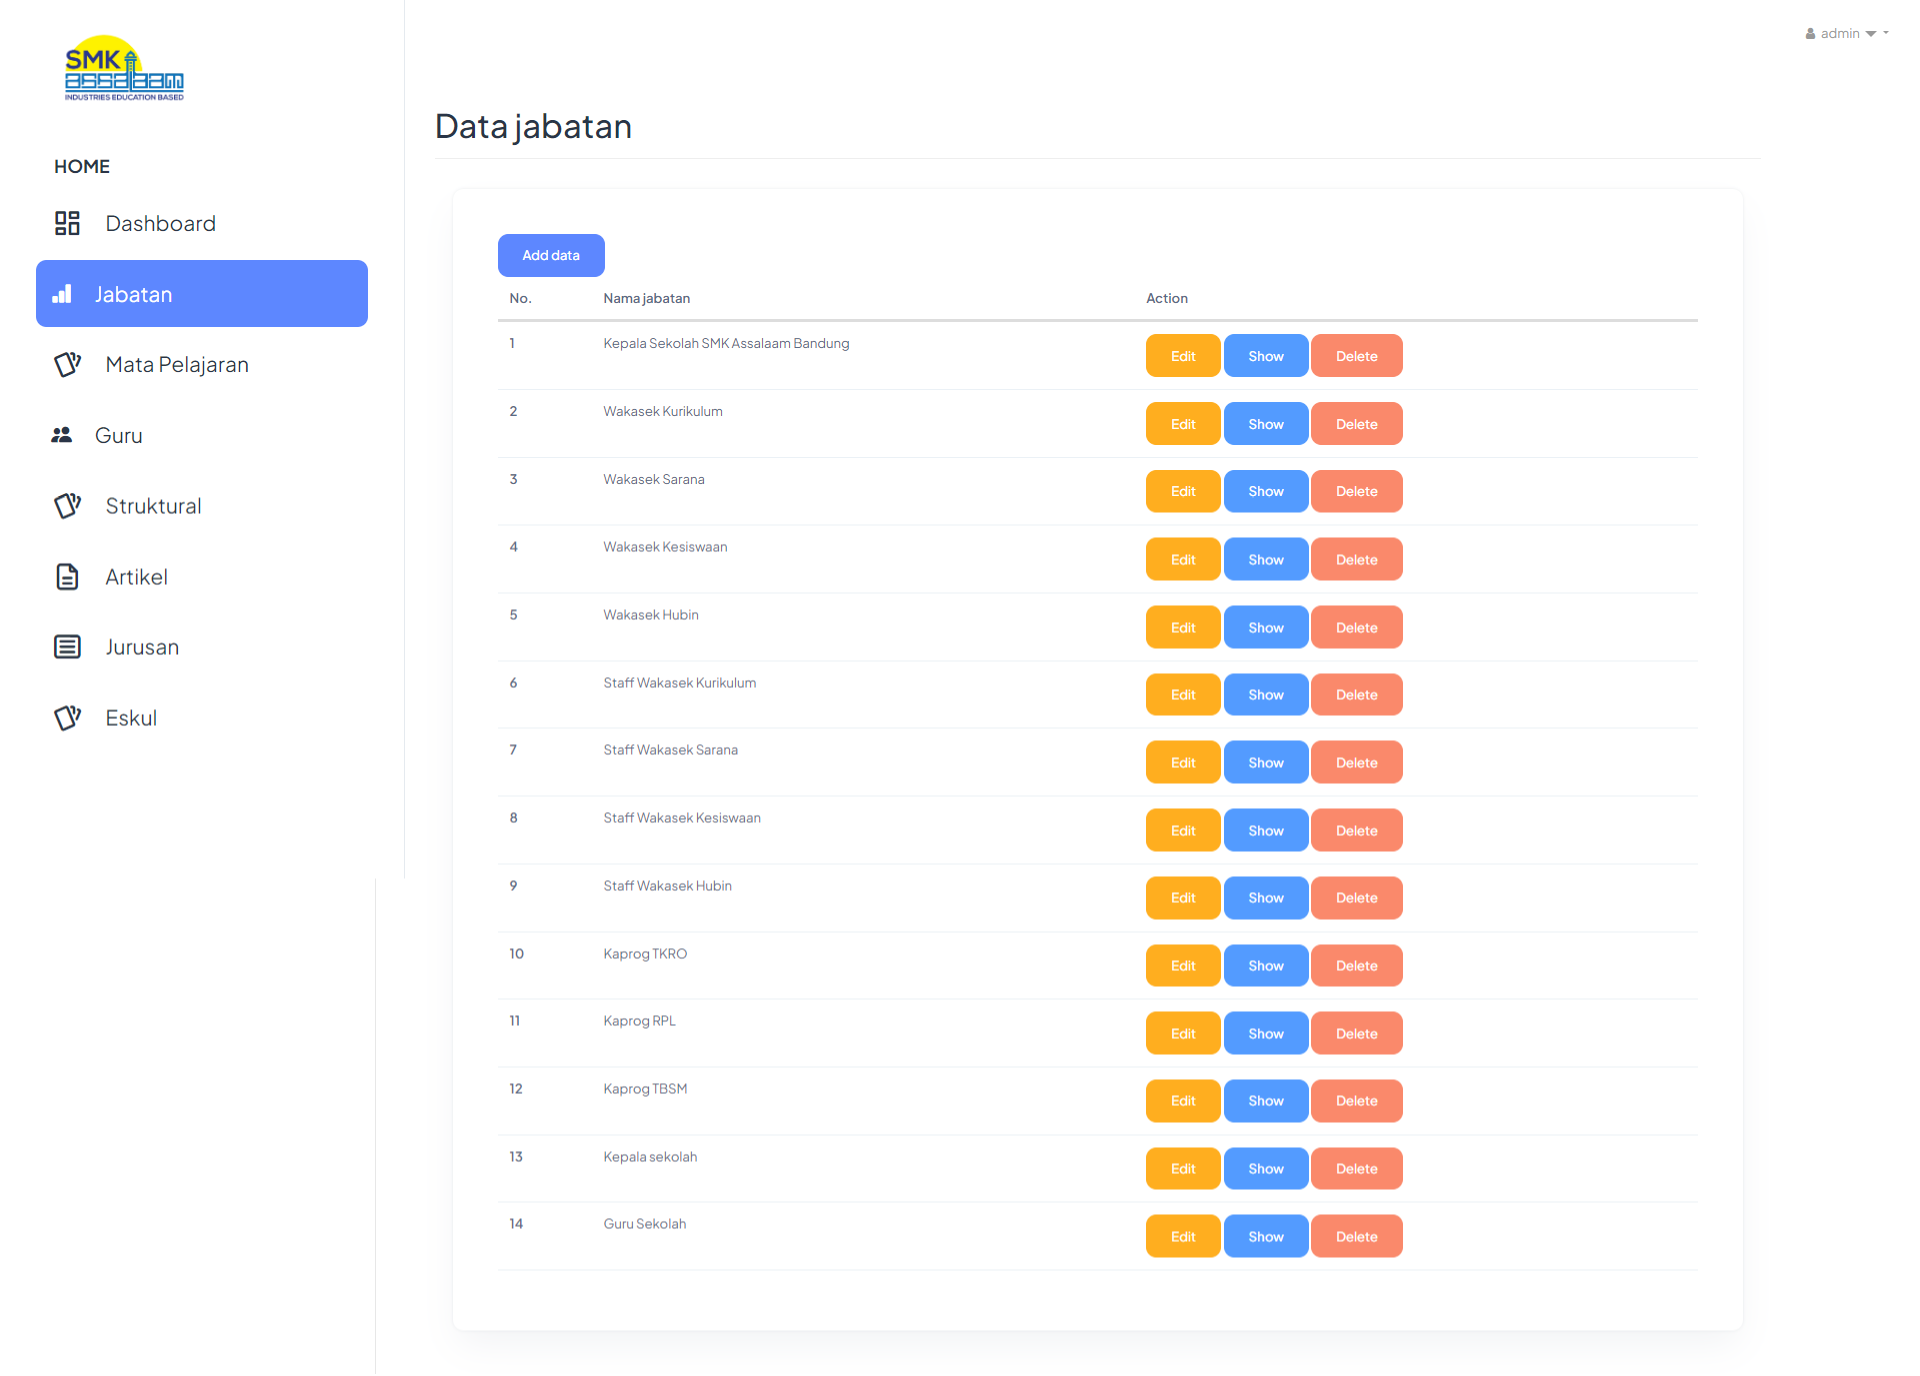 SMK
assalaam
INDUSTRIES EDUCATION BASED
admin
Data jabatan
HOME
Dashboard
Jabatan
Mata Pelajaran
Guru
Struktural
Artikel
Jurusan
Eskul
Add data
No. Nama jabatan Action
1 Kepala Sekolah SMK Assalaam Bandung Edit Show Delete
2 Wakasek Kurikulum Edit Show Delete
3 Wakasek Sarana Edit Show Delete
4 Wakasek Kesiswaan Edit Show Delete
5 Wakasek Hubin Edit Show Delete
6 Staff Wakasek Kurikulum Edit Show Delete
7 Staff Wakasek Sarana Edit Show Delete
8 Staff Wakasek Kesiswaan Edit Show Delete
9 Staff Wakasek Hubin Edit Show Delete
10 Kaprog TKRO Edit Show Delete
11 Kaprog RPL Edit Show Delete
12 Kaprog TBSM Edit Show Delete
13 Kepala sekolah Edit Show Delete
14 Guru Sekolah Edit Show Delete